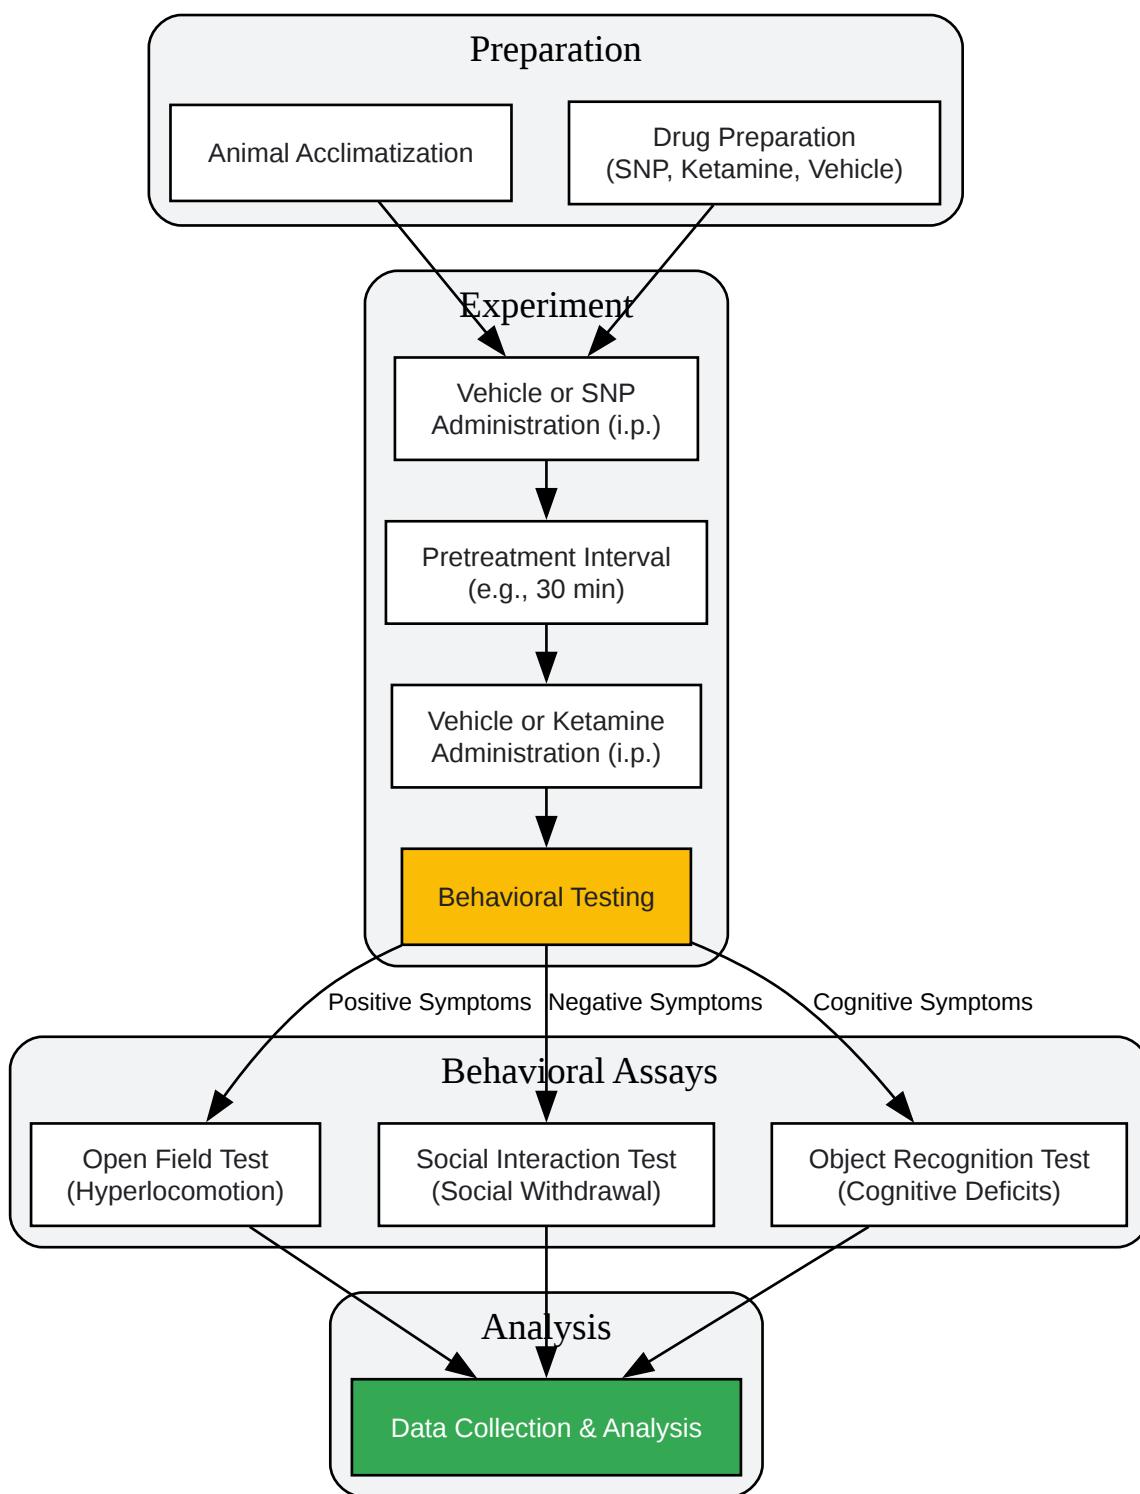 Preparation
Animal Acclimatization
Drug Preparation
(SNP, Ketamine, Vehicle)
Experiment
Vehicle or SNP
Administration (i.p.)
Pretreatment Interval
(e.g., 30 min)
Vehicle or Ketamine
Administration (i.p.)
Behavioral Testing
Positive Symptoms
Negative Symptoms
Cognitive Symptoms
Behavioral Assays
Open Field Test
(Hyperlocomotion)
Social Interaction Test
(Social Withdrawal)
Object Recognition Test
(Cognitive Deficits)
Analysis
Data Collection & Analysis